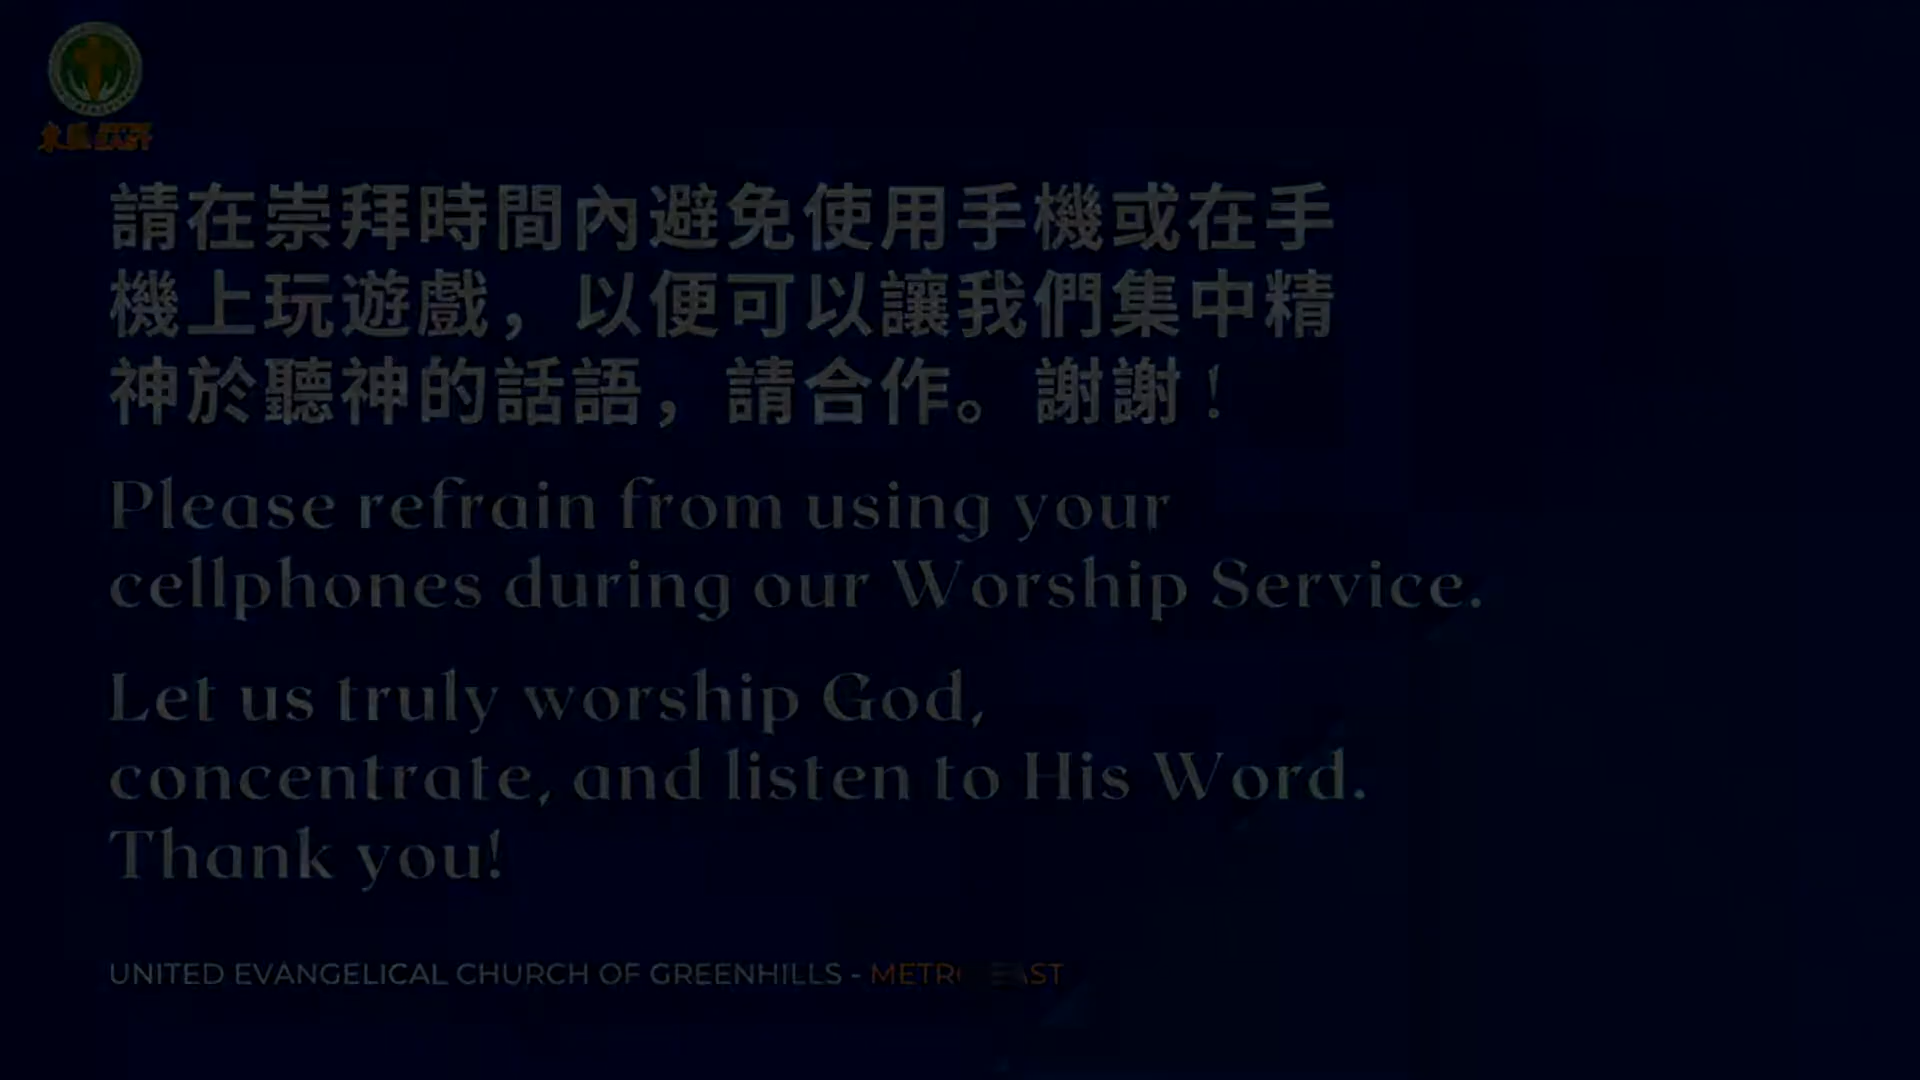 東區 EAST
請在崇拜時間內避免使用手機或在手
機上玩遊戲，以便可以讓我們集中精
神於聽神的話語，請合作。 謝謝！
Please refrain from using your
cellphones during our Worship Service.
Let us truly worship God,
concentrate, and listen to His Word.
Thank you!
UNITED EVANGELICAL CHURCH OF GREENHILLS - METRO EAST